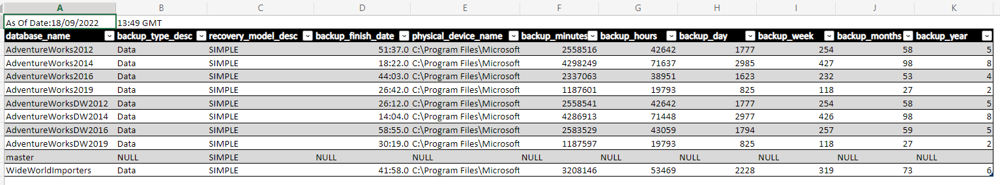 A B C D E F G H I J K
As Of Date:18/09/2022 13:49 GMT
database_name backup_type_desc recovery_model_desc backup_finish_date physical_device_name backup_minutes backup_hours backup_day backup_week backup_months backup_year
AdventureWorks2012 Data SIMPLE 51:37.0 C:\Program Files\Microsoft 2558516 42642 1777 254 58 5
AdventureWorks2014 Data SIMPLE 18:22.0 C:\Program Files\Microsoft 4298249 71637 2985 427 98 8
AdventureWorks2016 Data SIMPLE 44:03.0 C:\Program Files\Microsoft 2337063 38951 1623 232 53 4
AdventureWorks2019 Data SIMPLE 26:42.0 C:\Program Files\Microsoft 1187601 19793 825 118 27 2
AdventureWorksDW2012 Data SIMPLE 26:12.0 C:\Program Files\Microsoft 2558541 42642 1777 254 58 5
AdventureWorksDW2014 Data SIMPLE 14:04.0 C:\Program Files\Microsoft 4286913 71448 2977 426 98 8
AdventureWorksDW2016 Data SIMPLE 58:55.0 C:\Program Files\Microsoft 2583529 43059 1794 257 59 5
AdventureWorksDW2019 Data SIMPLE 30:19.0 C:\Program Files\Microsoft 1187597 19793 825 118 27 2
master NULL SIMPLE NULL NULL NULL NULL NULL NULL NULL NULL
WideWorldImporters Data SIMPLE 41:58.0 C:\Program Files\Microsoft 3208146 53469 2228 319 73 6